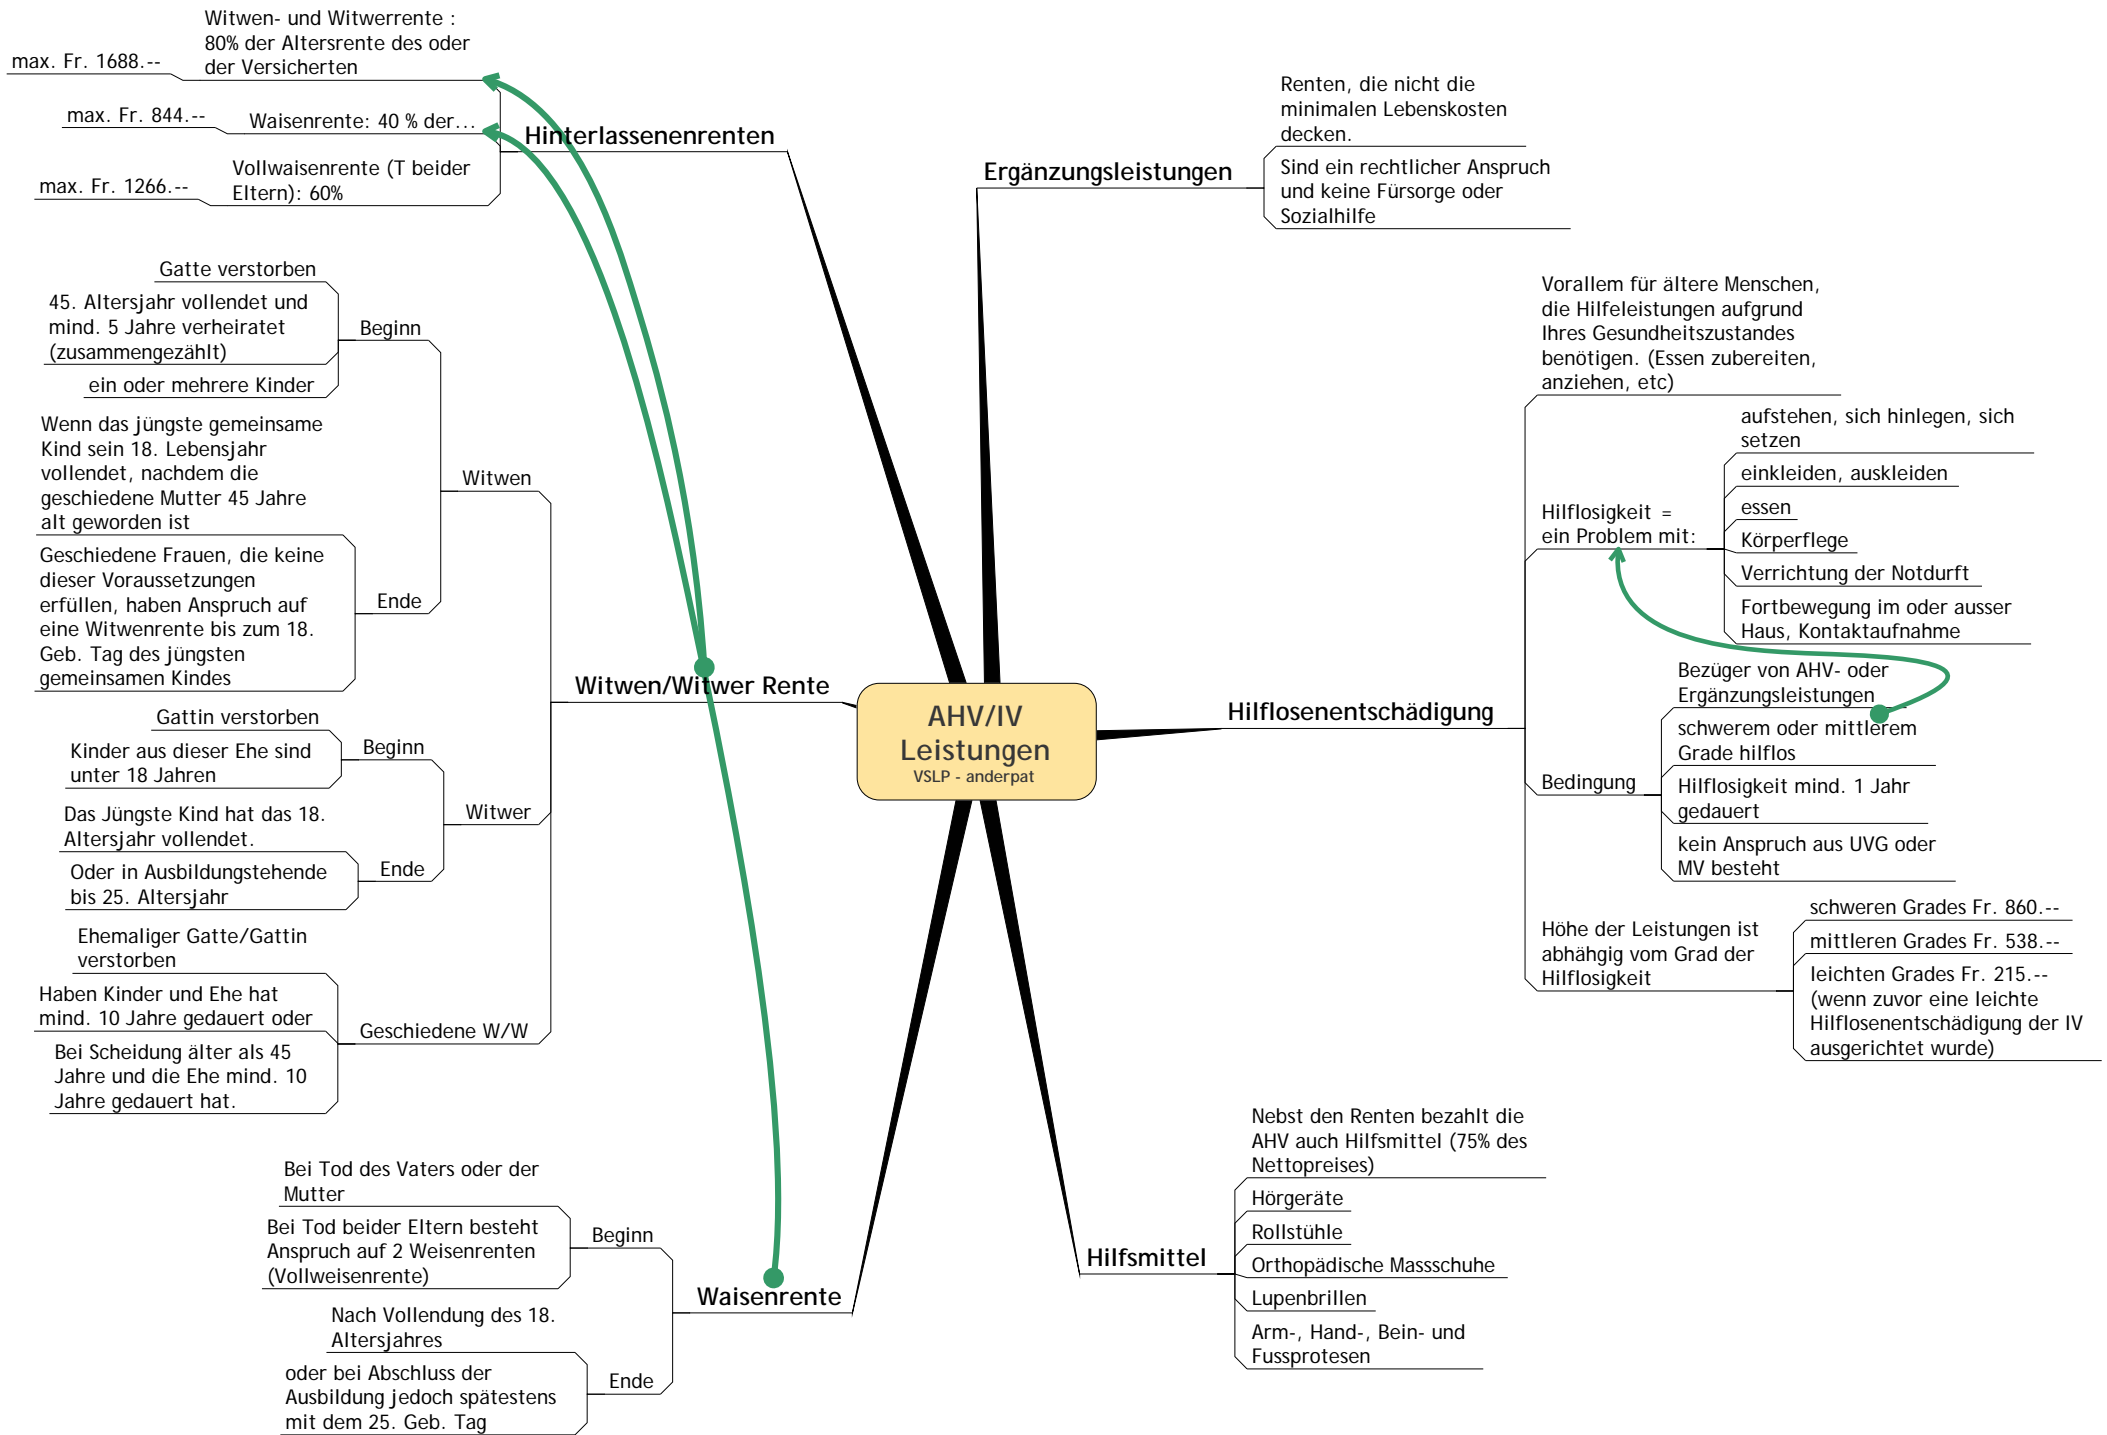 AHV/IV
Leistungen
VSLP - anderpat
Hinterlassenenrenten
Witwen- und Witwerrente :
80% der Altersrente des oder
der Versicherten
max. Fr. 1688.--
Waisenrente: 40 % der...
max. Fr. 844.--
Vollwaisenrente (T beider
Eltern): 60%
max. Fr. 1266.--
Witwen/Witwer Rente
Witwen
Beginn
Gatte verstorben
45. Altersjahr vollendet und
mind. 5 Jahre verheiratet
(zusammengezählt)
ein oder mehrere Kinder
Ende
Wenn das jüngste gemeinsame
Kind sein 18. Lebensjahr
vollendet, nachdem die
geschiedene Mutter 45 Jahre
alt geworden ist
Geschiedene Frauen, die keine
dieser Voraussetzungen
erfüllen, haben Anspruch auf
eine Witwenrente bis zum 18.
Geb. Tag des jüngsten
gemeinsamen Kindes
Witwer
Beginn
Gattin verstorben
Kinder aus dieser Ehe sind
unter 18 Jahren
Ende
Das Jüngste Kind hat das 18.
Altersjahr vollendet.
Oder in Ausbildungstehende
bis 25. Altersjahr
Geschiedene W/W
Ehemaliger Gatte/Gattin
verstorben
Haben Kinder und Ehe hat
mind. 10 Jahre gedauert oder
Bei Scheidung älter als 45
Jahre und die Ehe mind. 10
Jahre gedauert hat.
Waisenrente
Beginn
Bei Tod des Vaters oder der
Mutter
Bei Tod beider Eltern besteht
Anspruch auf 2 Weisenrenten
(Vollweisenrente)
Ende
Nach Vollendung des 18.
Altersjahres
oder bei Abschluss der
Ausbildung jedoch spätestens
mit dem 25. Geb. Tag
Ergänzungsleistungen
Renten, die nicht die
minimalen Lebenskosten
decken.
Sind ein rechtlicher Anspruch
und keine Fürsorge oder
Sozialhilfe
Hilflosenentschädigung
Vorallem für ältere Menschen,
die Hilfeleistungen aufgrund
Ihres Gesundheitszustandes
benötigen. (Essen zubereiten,
anziehen, etc)
Hilflosigkeit =
ein Problem mit:
aufstehen, sich hinlegen, sich
setzen
einkleiden, auskleiden
essen
Körperflege
Verrichtung der Notdurft
Fortbewegung im oder ausser
Haus, Kontaktaufnahme
Bedingung
Bezüger von AHV- oder
Ergänzungsleistungen
schwerem oder mittlerem
Grade hilflos
Hilflosigkeit mind. 1 Jahr
gedauert
kein Anspruch aus UVG oder
MV besteht
Höhe der Leistungen ist
abhähgig vom Grad der
Hilflosigkeit
schweren Grades Fr. 860.--
mittleren Grades Fr. 538.--
leichten Grades Fr. 215.--
(wenn zuvor eine leichte
Hilflosenentschädigung der IV
ausgerichtet wurde)
Hilfsmittel
Nebst den Renten bezahlt die
AHV auch Hilfsmittel (75% des
Nettopreises)
Hörgeräte
Rollstühle
Orthopädische Massschuhe
Lupenbrillen
Arm-, Hand-, Bein- und
Fussprotesen